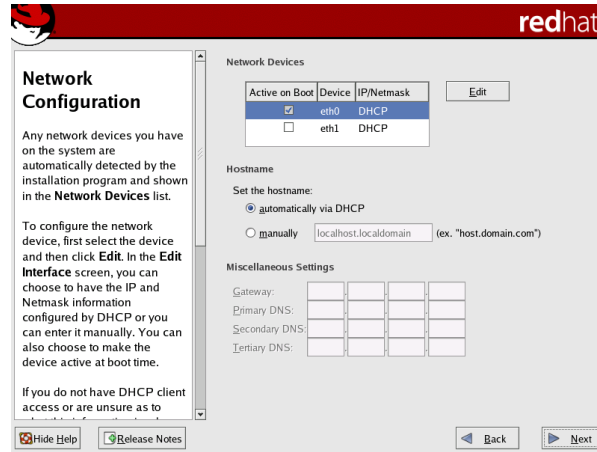 redhat
Network
Configuration
Any network devices you have
on the system are
automatically detected by the
installation program and shown
in the Network Devices list.
To configure the network
device, first select the device
and then click Edit. In the Edit
Interface screen, you can
choose to have the IP and
Netmask information
configured by DHCP or you
can enter it manually. You can
also choose to make the
device active at boot time.
If you do not have DHCP client
access or are unsure as to
Network Devices
Active on Boot Device IP/Netmask
eth0 DHCP
eth1 DHCP
Edit
Hostname
Set the hostname:
automatically via DHCP
manually localhost.localdomain (ex. "host.domain.com")
Miscellaneous Settings
Gateway: . . .
Primary DNS: . . .
Secondary DNS: . . .
Tertiary DNS: . . .
Hide Help
Release Notes
Back
Next